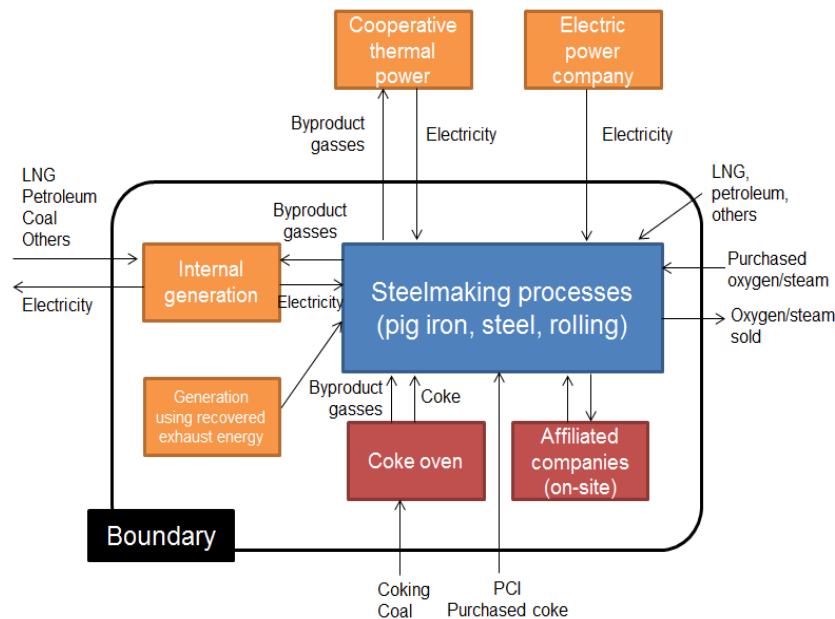 Cooperative
thermal
power
Electric
power
company
Byproduct
gasses
Electricity
Electricity
LNG
Petroleum
Coal
Others
LNG,
petroleum,
others
Byproduct
gasses
Internal
generation
Electricity
Electricity
Steelmaking processes
(pig iron, steel, rolling)
Purchased
oxygen/steam
Oxygen/steam
sold
Generation
using recovered
exhaust energy
Byproduct
gasses
Coke
Coke oven
Affiliated
companies
(on-site)
Boundary
Coking
Coal
PCI
Purchased coke